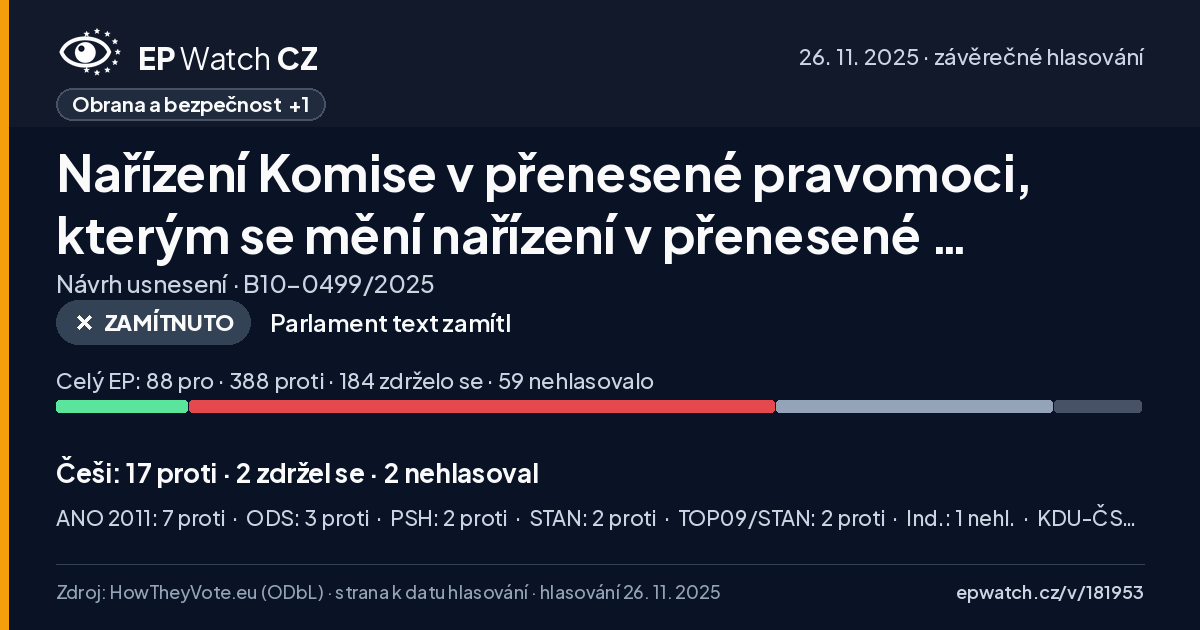 EP Watch CZ
26. 11. 2025 · závěrečné hlasování
Obrana a bezpečnost +1
Nařízení Komise v přenesené pravomoci,
kterým se mění nařízení v přenesené …
Návrh usnesení · B10-0499/2025
✕ ZAMÍTNUTO Parlament text zamítl
Celý EP: 88 pro · 388 proti · 184 zdrželo se · 59 nehlasovalo
Češi: 17 proti · 2 zdržel se · 2 nehlasoval
ANO 2011: 7 proti · ODS: 3 proti · PSH: 2 proti · STAN: 2 proti · TOP09/STAN: 2 proti · Ind.: 1 nehl. · KDU-ČS…
Zdroj: HowTheyVote.eu (ODbL) · strana k datu hlasování · hlasování 26. 11. 2025
epwatch.cz/v/181953